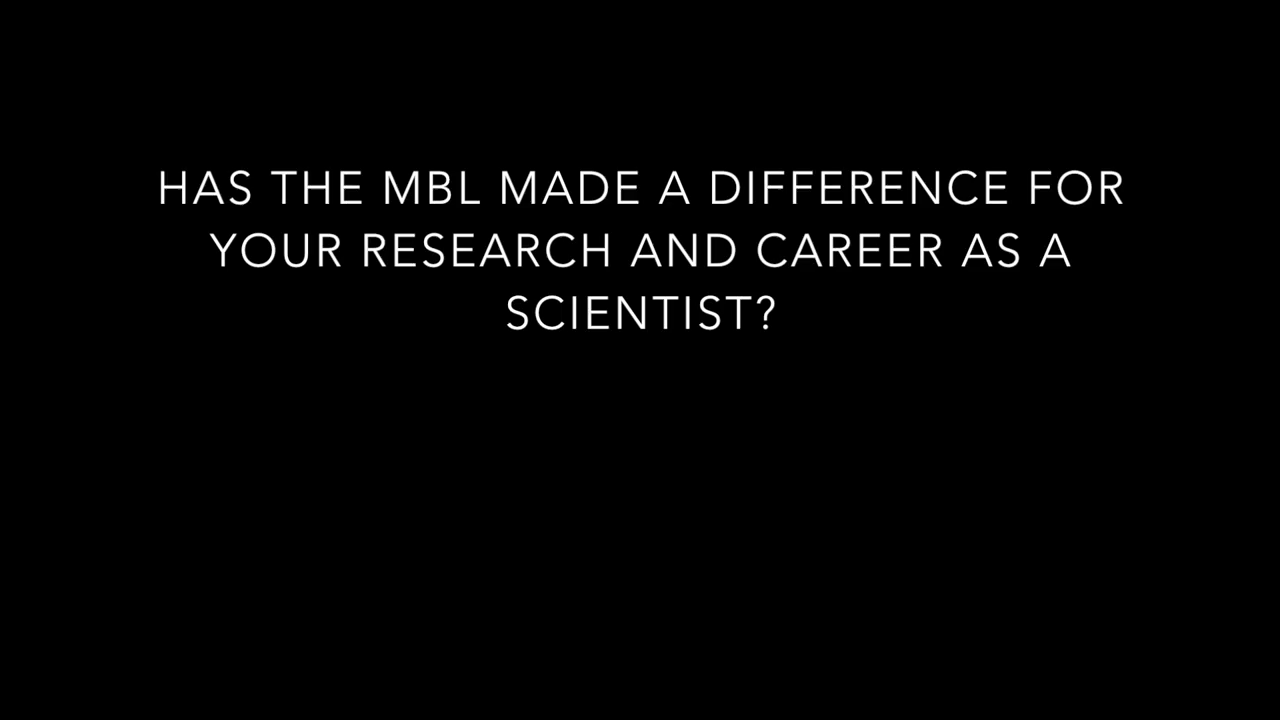 HAS THE MBL MADE A DIFFERENCE FOR
YOUR RESEARCH AND CAREER AS A
SCIENTIST?